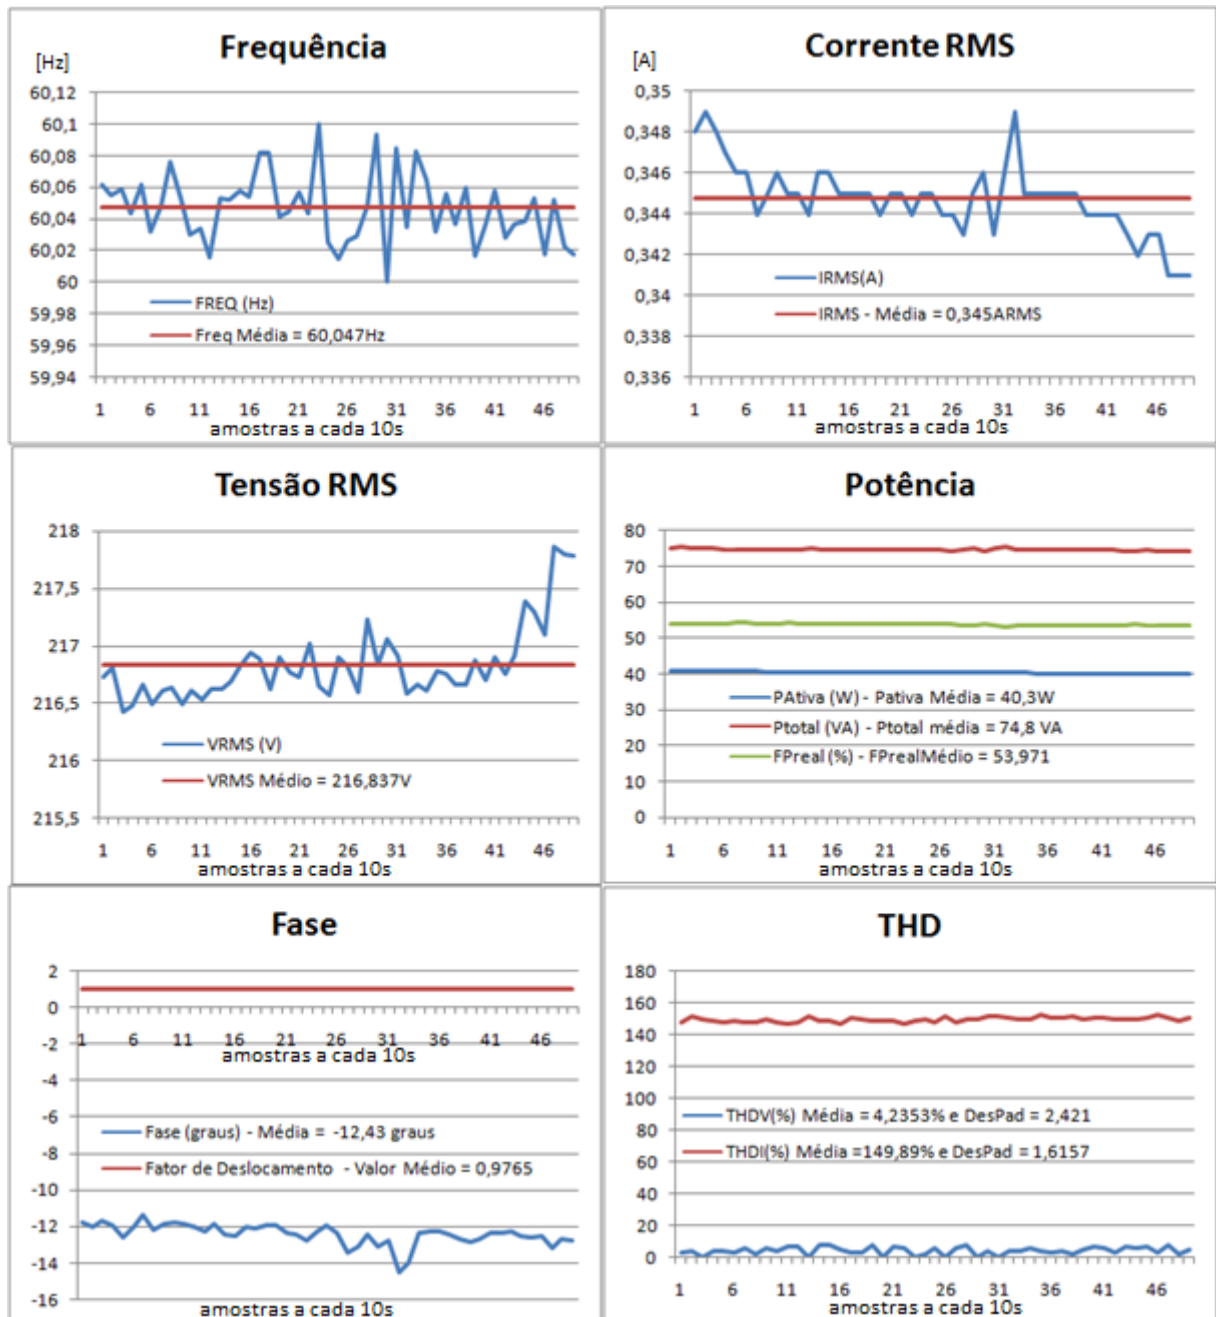 Frequência
[Hz]
60,12
60,1
60,08
60,06
60,04
60,02
60
59,98
59,96
59,94
FREQ (Hz)
Freq Média = 60,047Hz
1 6 11 16 21 26 31 36 41 46
amostras a cada 10s
Corrente RMS
[A]
0,35
0,348
0,346
0,344
0,342
0,34
0,338
0,336
IRMS(A)
IRMS - Média = 0,345ARMS
1 6 11 16 21 26 31 36 41 46
amostras a cada 10s
Tensão RMS
218
217,5
217
216,5
216
215,5
VRMS (V)
VRMS Médio = 216,837V
1 6 11 16 21 26 31 36 41 46
amostras a cada 10s
Potência
80
70
60
50
40
30
20
10
0
PAtiva (W) - Pativa Média = 40,3W
Ptotal (VA) - Ptotal média = 74,8 VA
FPreal (%) - FPrealMédio = 53,971
1 6 11 16 21 26 31 36 41 46
amostras a cada 10s
Fase
2
0
-2
-4
-6
-8
-10
-12
-14
-16
1 6 11 16 21 26 31 36 41 46
amostras a cada 10s
Fase (graus) - Média = -12,43 graus
Fator de Deslocamento - Valor Médio = 0,9765
amostras a cada 10s
THD
180
160
140
120
100
80
60
40
20
0
THDV(%) Média = 4,2353% e DesPad = 2,421
THDI(%) Média =149,89% e DesPad = 1,6157
1 6 11 16 21 26 31 36 41 46
amostras a cada 10s